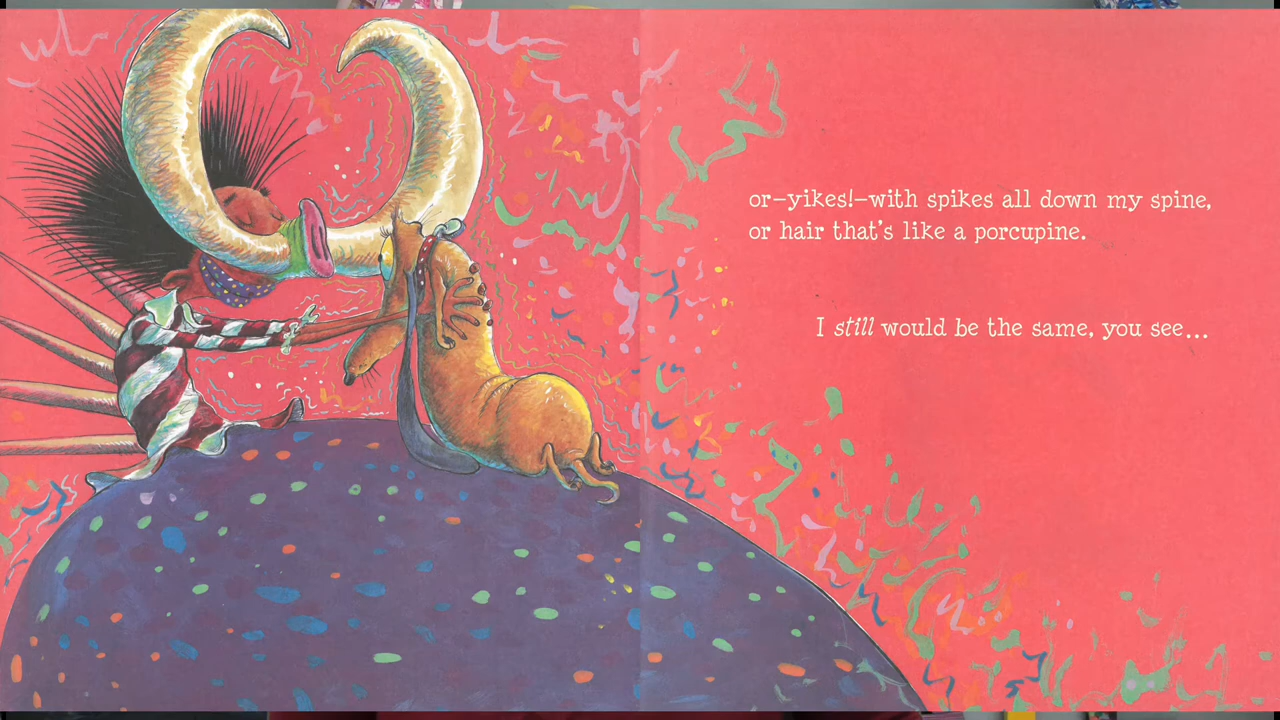 or–yikes!–with spikes all down my spine,
or hair that's like a porcupine.
I still would be the same, you see...